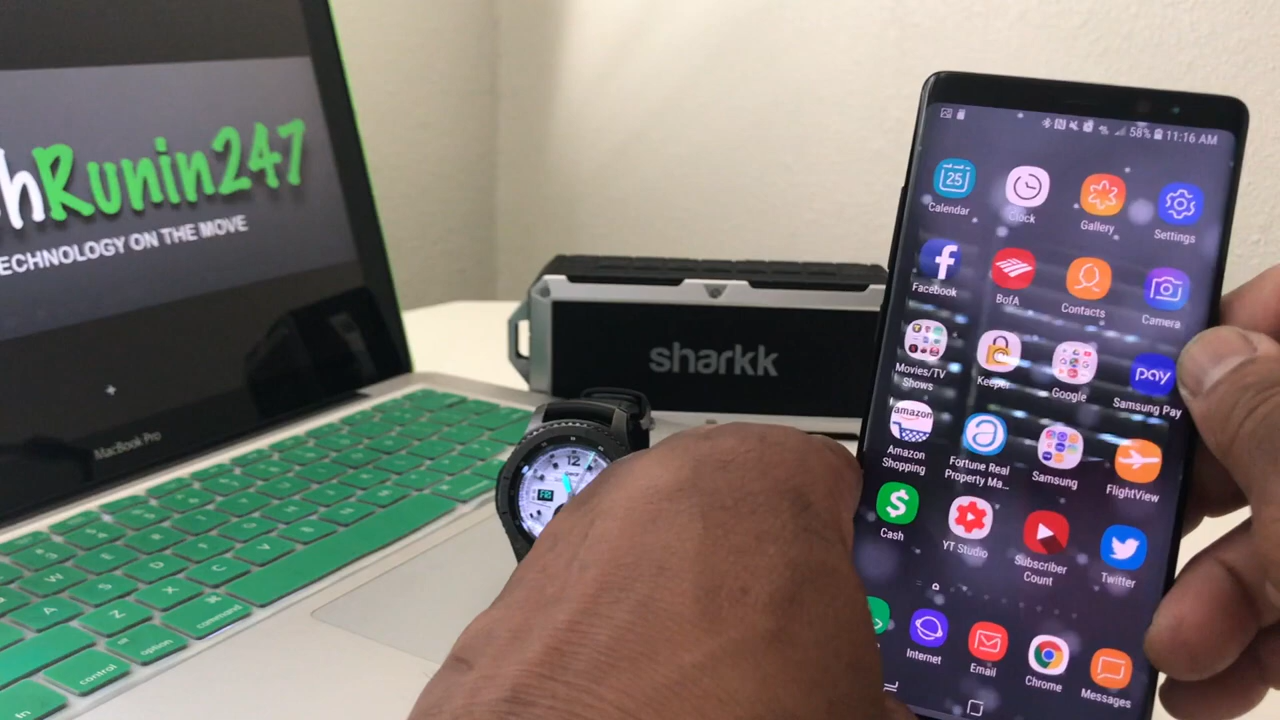 hRunin247
ECHNOLOGY ON THE MOVE
MacBook Pro
sharkk
12
58% 11:16 AM
25
Calendar
Clock
Gallery
Settings
Facebook
BofA
Contacts
Camera
Movies/TV
Shows
Keeper
Google
pay
Samsung Pay
amazon
Amazon
Shopping
Fortune Real
Property Ma...
Samsung
FlightView
Cash
YT Studio
Subscriber
Count
Twitter
Internet
Email
Chrome
Messages
W
D
A
Z
X
C
V
command
option
control
fn